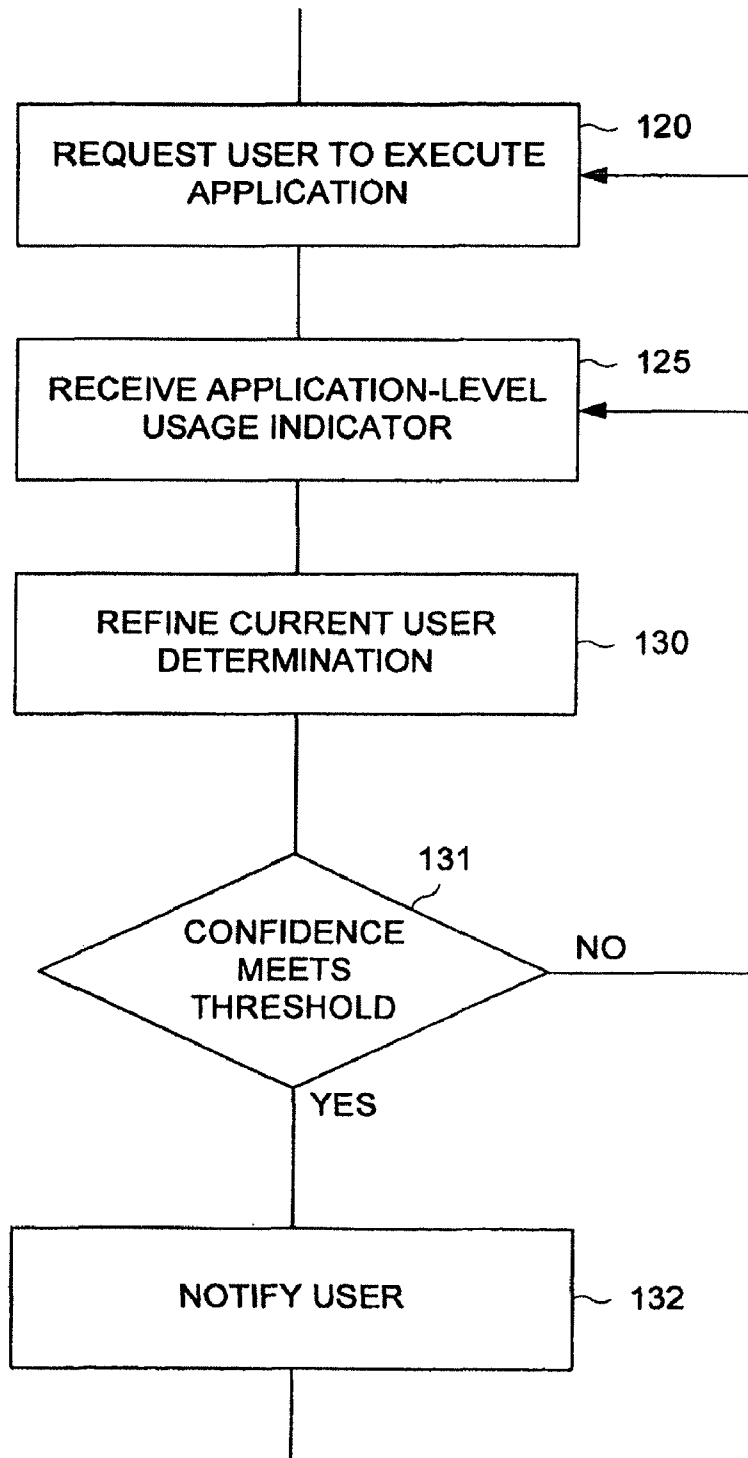 120
REQUEST USER TO EXECUTE
APPLICATION
125
RECEIVE APPLICATION-LEVEL
USAGE INDICATOR
REFINE CURRENT USER
DETERMINATION
130
131
CONFIDENCE
MEETS
THRESHOLD
NO
YES
NOTIFY USER
132